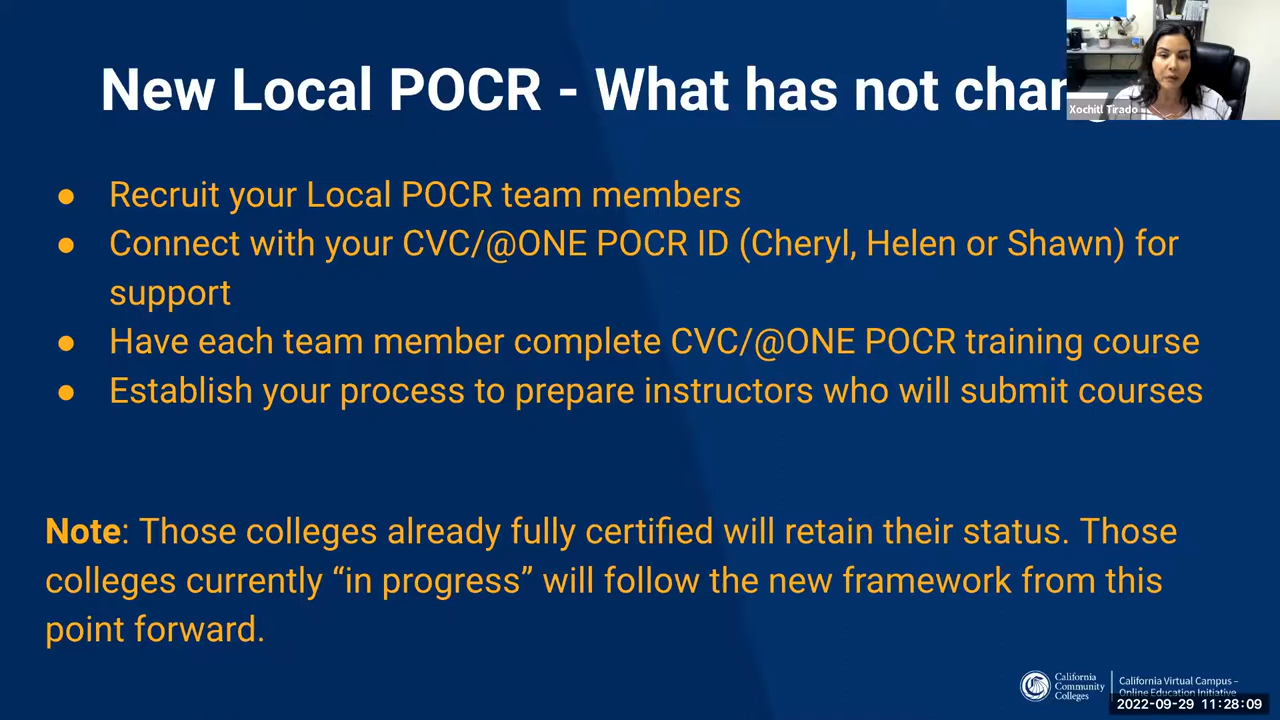 New Local POCR - What has not chan
Xochitl Tirado
● Recruit your Local POCR team members
● Connect with your CVC/@ONE POCR ID (Cheryl, Helen or Shawn) for
support
● Have each team member complete CVC/@ONE POCR training course
● Establish your process to prepare instructors who will submit courses
Note: Those colleges already fully certified will retain their status. Those
colleges currently “in progress” will follow the new framework from this
point forward.
California
Community
Colleges
California Virtual Campus –
Online Education Initiative
2022-09-29 11:28:09